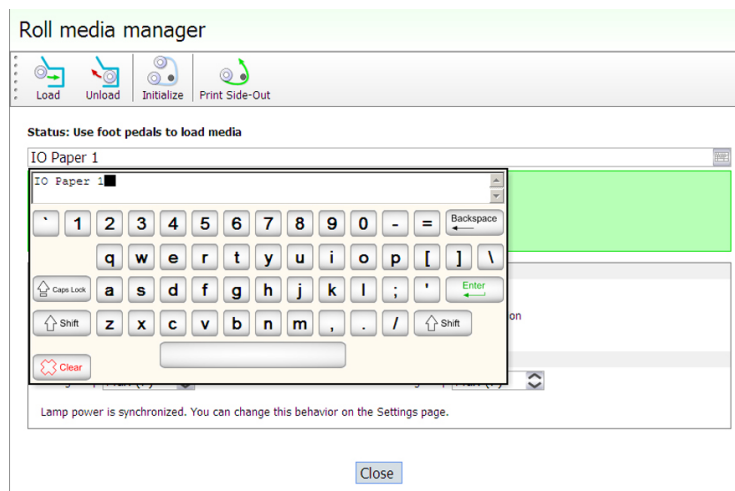 Roll media manager
Load Unload Initialize Print Side-Out
Status: Use foot pedals to load media
IO Paper 1
IO Paper 1
` 1 2 3 4 5 6 7 8 9 0 - = Backspace
q w e r t y u i o p [ ] \
Caps Lock a s d f g h j k l ; ' Enter
on
Shift z x c v b n m , . / Shift
Clear
Lamp power is synchronized. You can change this behavior on the Settings page.
Close